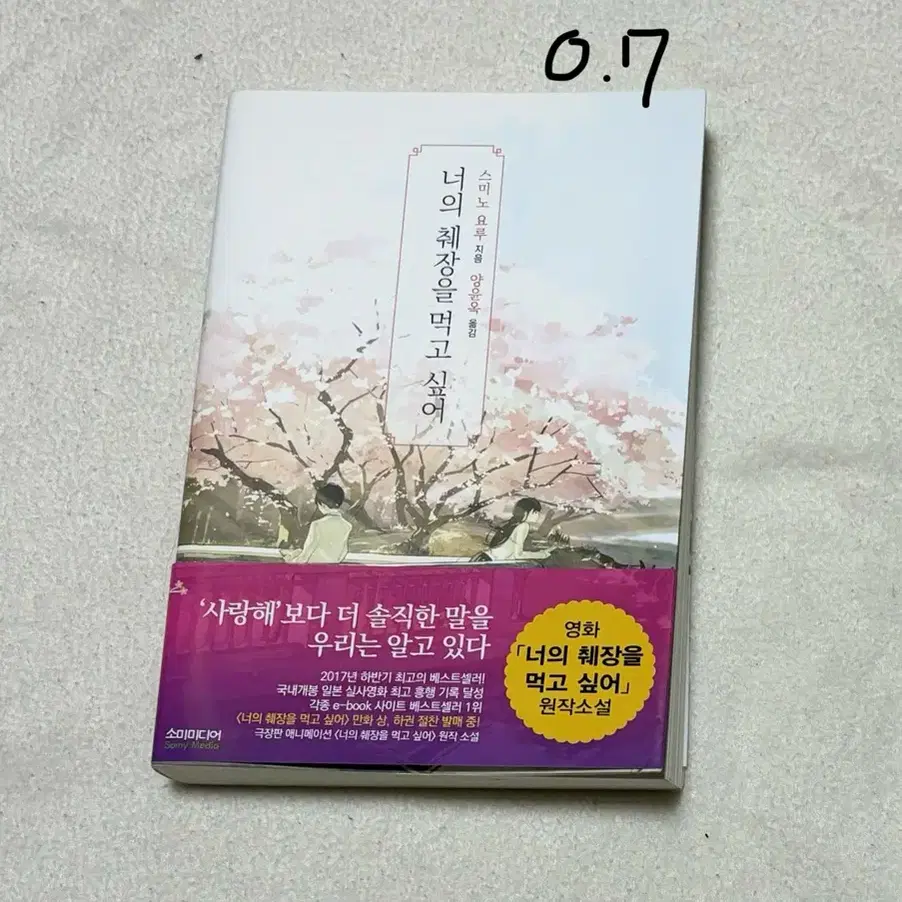 0.7
너의 췌장을 먹고 싶어
스미노 요루 지음 양윤옥 옮김
‘사랑해’보다 더 솔직한 말을
우리는 알고 있다
2017년 하반기 최고의 베스트셀러!
국내개봉 일본 실사영화 최고 흥행 기록 달성
각종 e-book 사이트 베스트셀러 1위
〈너의 췌장을 먹고 싶어〉 만화 상, 하권 절찬 발매 중!
극장판 애니메이션 〈너의 췌장을 먹고 싶어〉 원작 소설
영화
「너의 췌장을
먹고 싶어」
원작소설
소미미디어
Somy Media